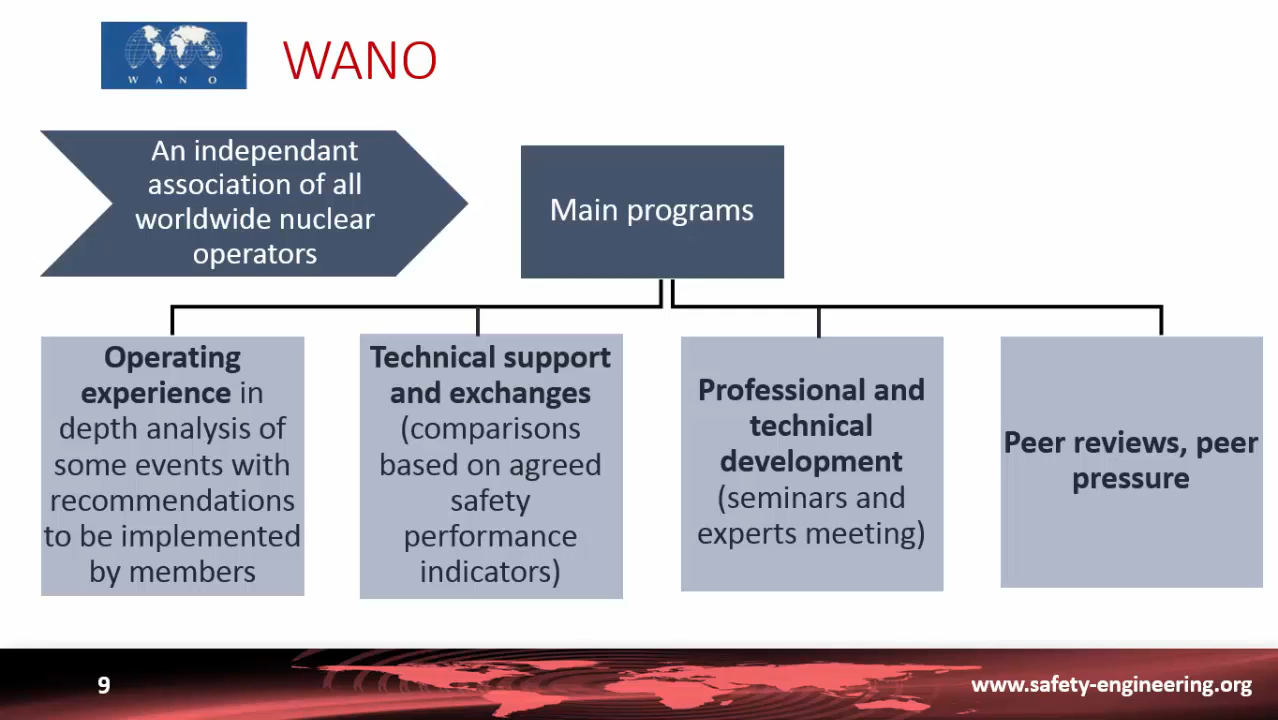 W A N O
WANO
An independant
association of all
worldwide nuclear
operators
Main programs
Operating
experience in
depth analysis of
some events with
recommendations
to be implemented
by members
Technical support
and exchanges
(comparisons
based on agreed
safety
performance
indicators)
Professional and
technical
development
(seminars and
experts meeting)
Peer reviews, peer
pressure
9
www.safety-engineering.org